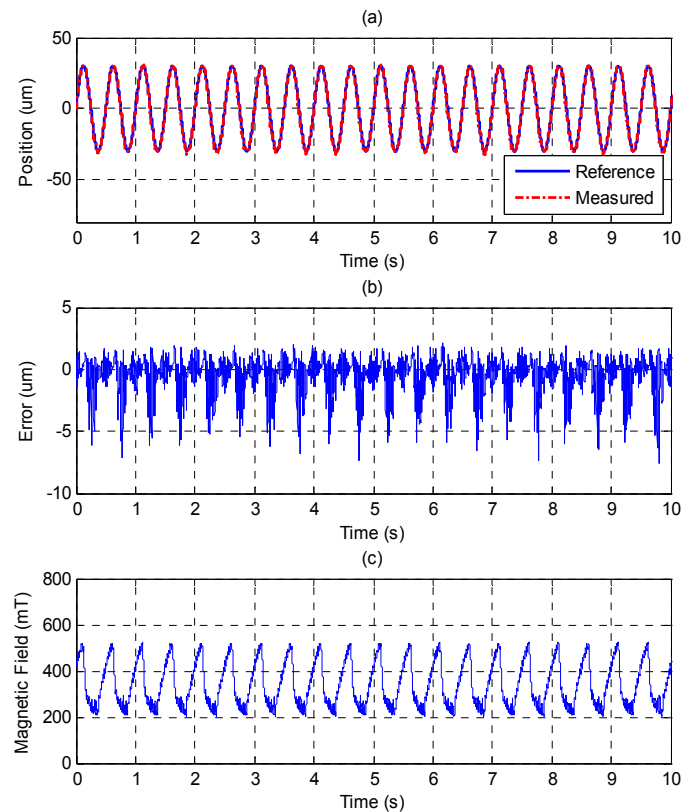 (a)
50
0
-50
Position (um)
Reference
Measured
0 1 2 3 4 5 6 7 8 9 10
Time (s)
(b)
5
0
-5
-10
Error (um)
0 1 2 3 4 5 6 7 8 9 10
Time (s)
(c)
800
600
400
200
0
Magnetic Field (mT)
0 1 2 3 4 5 6 7 8 9 10
Time (s)